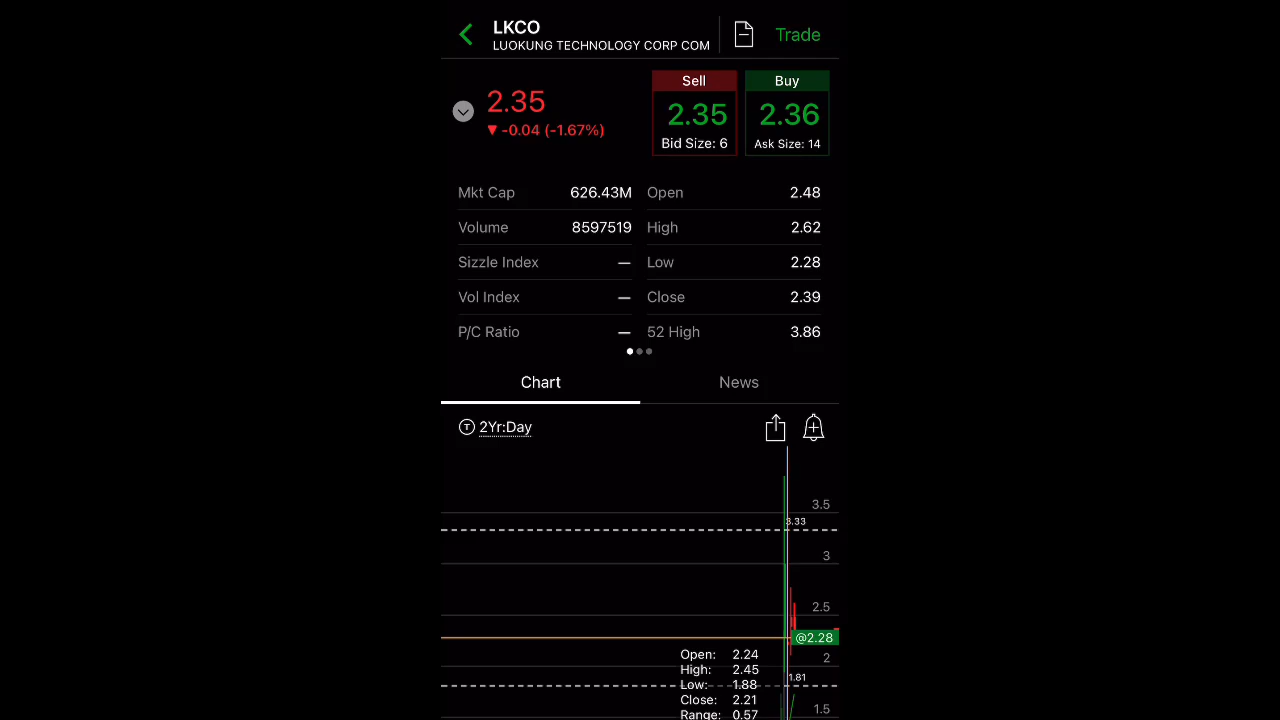 LKCO
LUOKUNG TECHNOLOGY CORP COM
Trade
2.35
▼ -0.04 (-1.67%)
Sell
2.35
Bid Size: 6
Buy
2.36
Ask Size: 14
Mkt Cap 626.43M Open 2.48
Volume 8597519 High 2.62
Sizzle Index — Low 2.28
Vol Index — Close 2.39
P/C Ratio — 52 High 3.86
Chart News
T 2Yr:Day
3.5
3.33
3
2.5
@2.28
Open: 2.24
2
High: 2.45
1.81
Low: 1.88
Close: 2.21
1.5
Range: 0.57